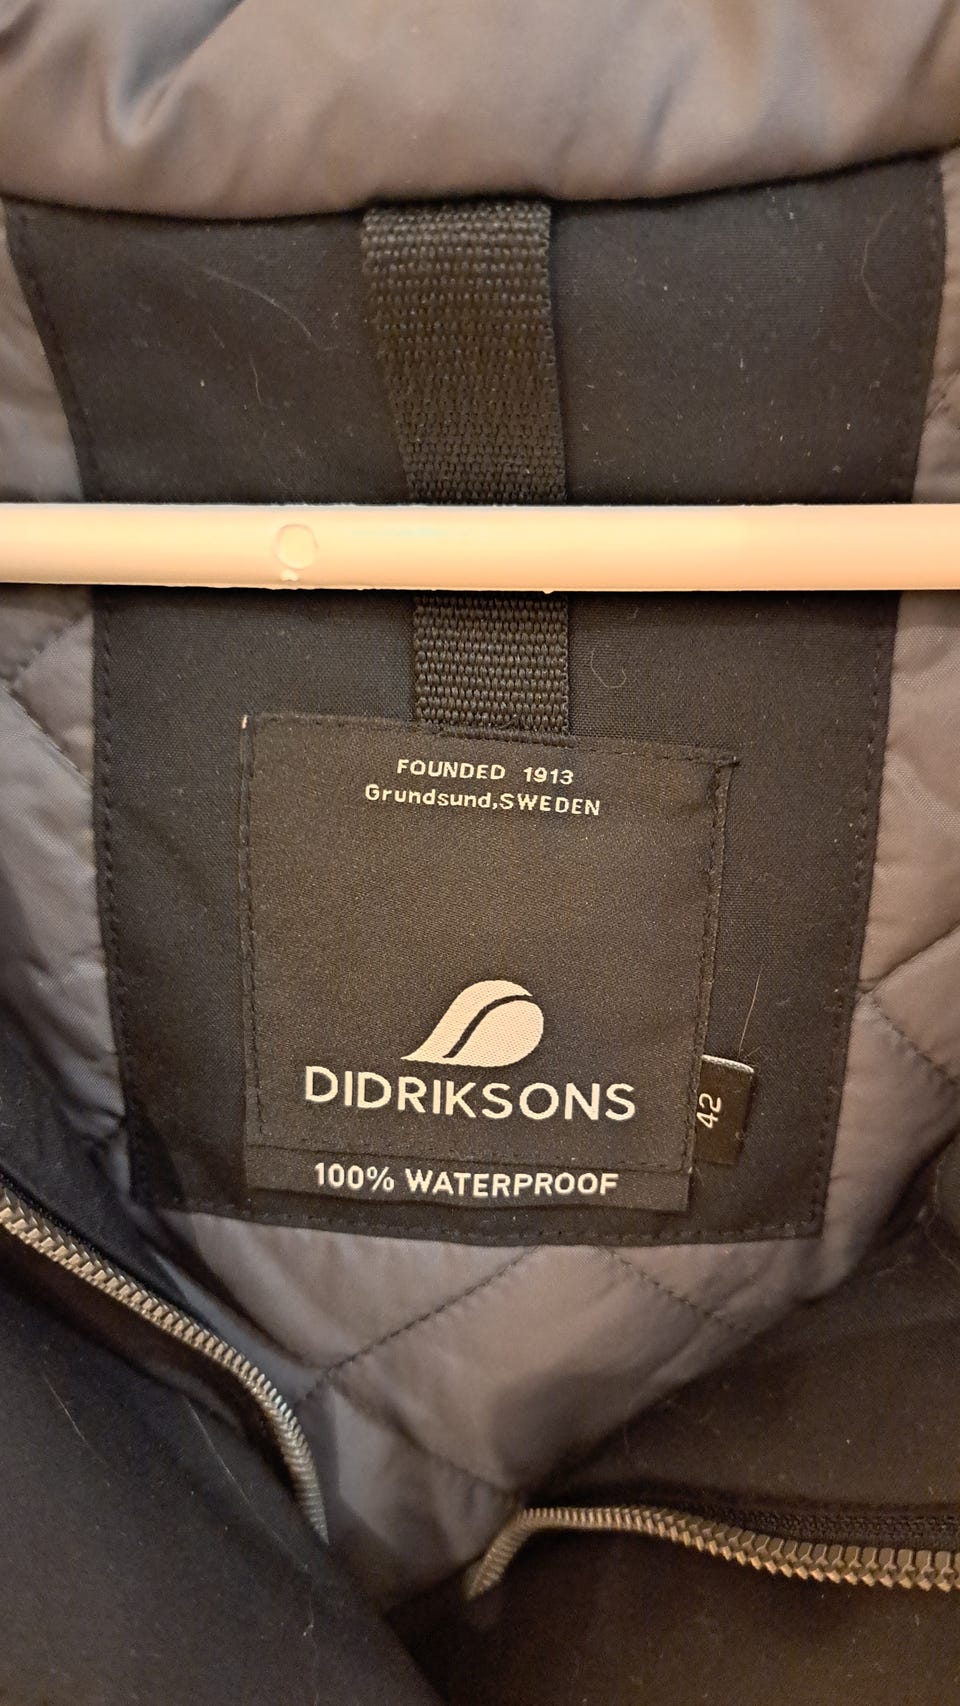 FOUNDED 1913
Grundsund,SWEDEN
DIDRIKSONS
42
100% WATERPROOF